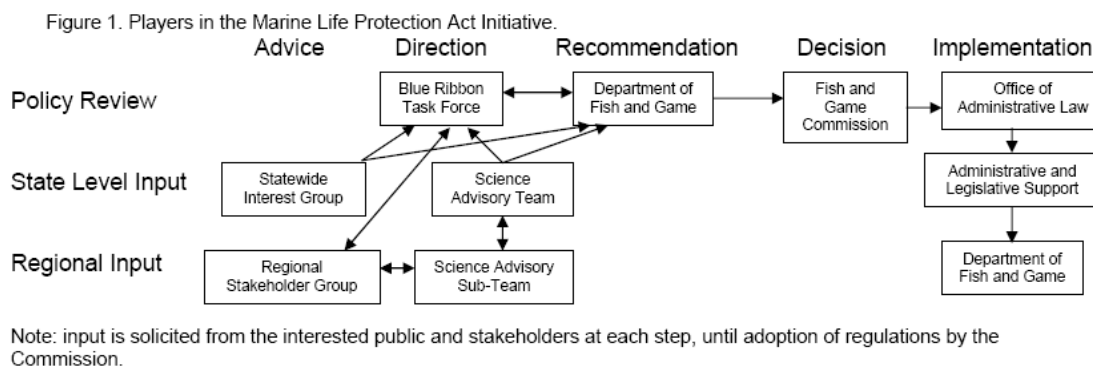 Figure 1. Players in the Marine Life Protection Act Initiative.
Advice Direction Recommendation Decision Implementation
Policy Review
Blue Ribbon
Task Force
Department of
Fish and Game
Fish and
Game
Commission
Office of
Administrative Law
State Level Input
Statewide
Interest Group
Science
Advisory Team
Administrative and
Legislative Support
Regional Input
Regional
Stakeholder Group
Science Advisory
Sub-Team
Department of
Fish and Game
Note: input is solicited from the interested public and stakeholders at each step, until adoption of regulations by the
Commission.